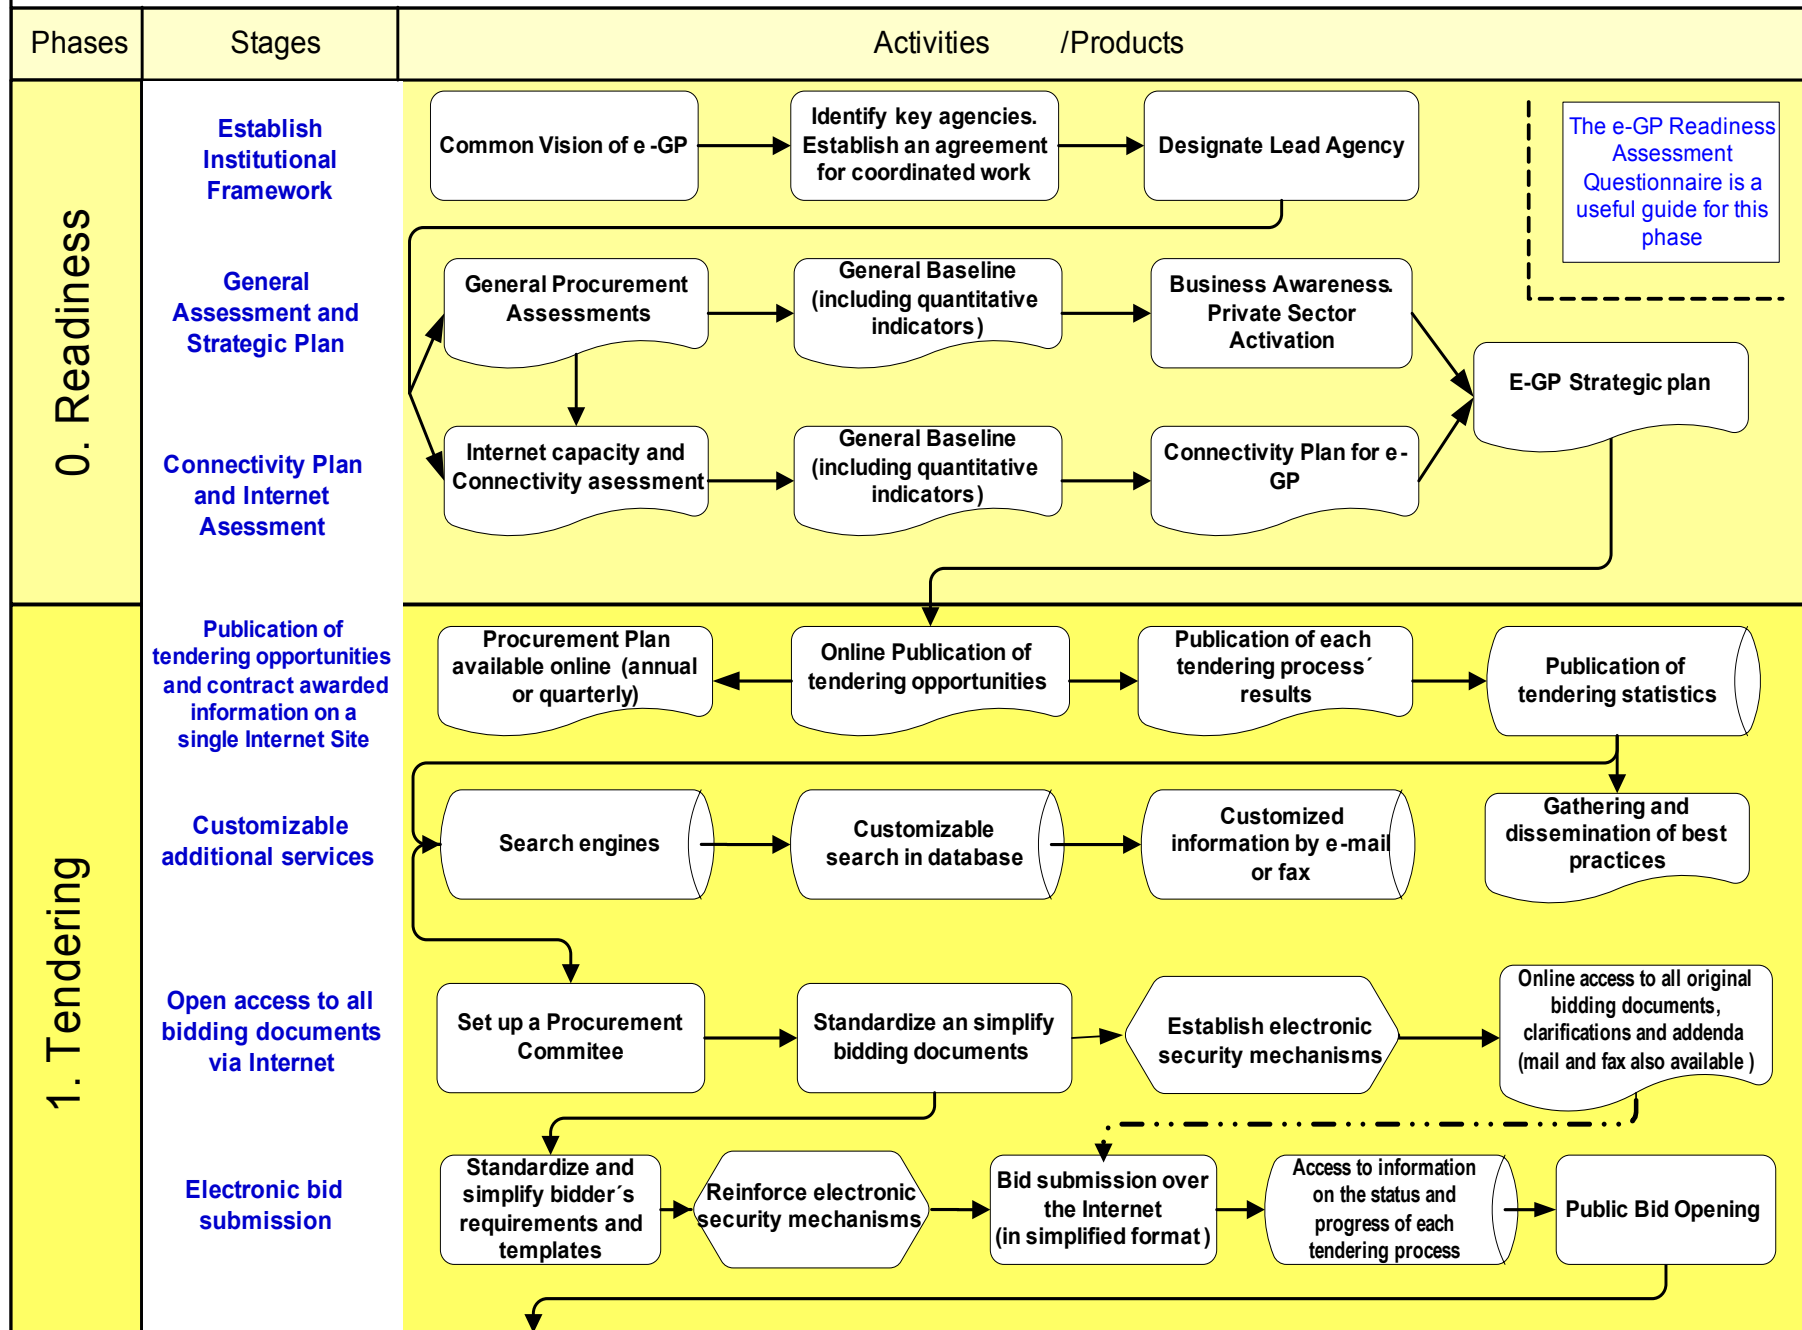 Phases
Stages
Activities /Products
0. Readiness
Establish
Institutional
Framework
Common Vision of e -GP
Identify key agencies.
Establish an agreement
for coordinated work
Designate Lead Agency
The e-GP Readiness
Assessment
Questionnaire is a
useful guide for this
phase
General
Assessment and
Strategic Plan
General Procurement
Assessments
General Baseline
(including quantitative
indicators)
Business Awareness.
Private Sector
Activation
E-GP Strategic plan
Connectivity Plan
and Internet
Asessment
Internet capacity and
Connectivity asessment
General Baseline
(including quantitative
indicators)
Connectivity Plan for e -
GP
1. Tendering
Publication of
tendering opportunities
and contract awarded
information on a
single Internet Site
Procurement Plan
available online (annual
or quarterly)
Online Publication of
tendering opportunities
Publication of each
tendering process´
results
Publication of
tendering statistics
Customizable
additional services
Search engines
Customizable
search in database
Customized
information by e-mail
or fax
Gathering and
dissemination of best
practices
Open access to all
bidding documents
via Internet
Set up a Procurement
Commitee
Standardize an simplify
bidding documents
Establish electronic
security mechanisms
Online access to all original
bidding documents,
clarifications and addenda
(mail and fax also available )
Electronic bid
submission
Standardize and
simplify bidder´s
requirements and
templates
Reinforce electronic
security mechanisms
Bid submission over
the Internet
(in simplified format )
Access to information
on the status and
progress of each
tendering process
Public Bid Opening